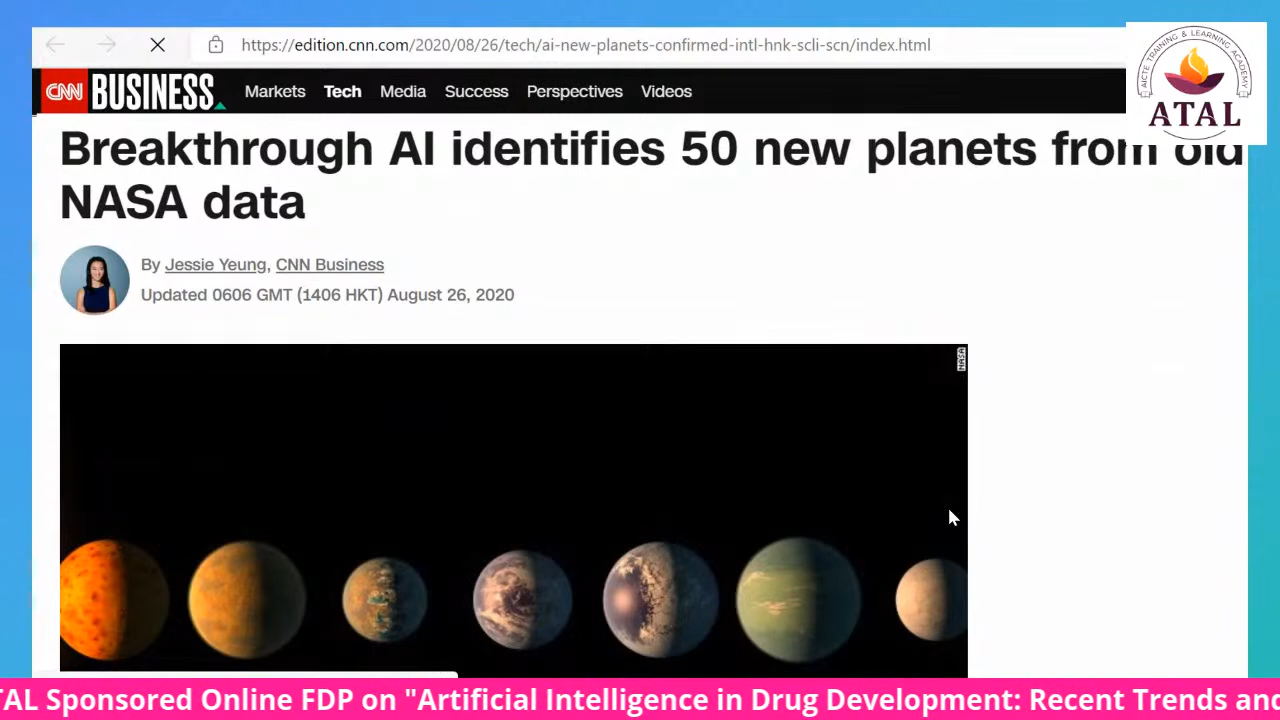 https://edition.cnn.com/2020/08/26/tech/ai-new-planets-confirmed-intl-hnk-scli-scn/index.html
AICTE TRAINING & LEARNING ACADEMY
ATAL
CNN BUSINESS Markets Tech Media Success Perspectives Videos
Breakthrough AI identifies 50 new planets from old
NASA data
By Jessie Yeung, CNN Business
Updated 0606 GMT (1406 HKT) August 26, 2020
NASA
TAL Sponsored Online FDP on "Artificial Intelligence in Drug Development: Recent Trends and